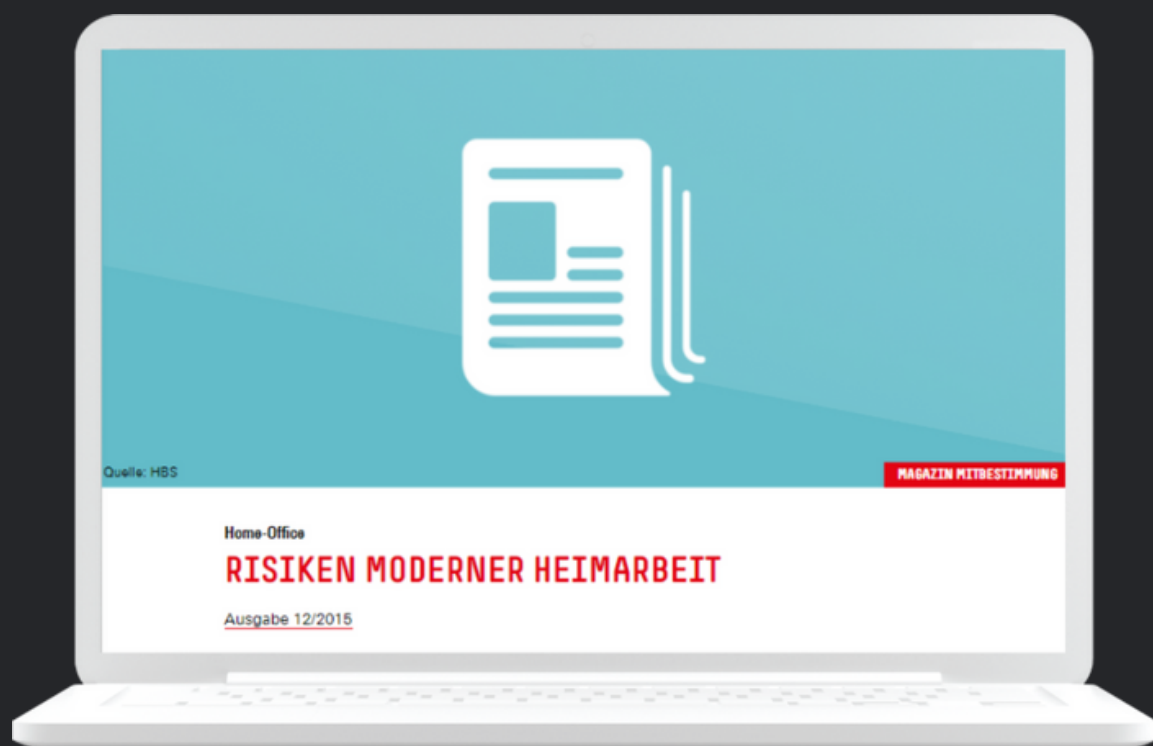 Quelle: HBS
MAGAZIN MITBESTIMMUNG
Home-Office
RISIKEN MODERNER HEIMARBEIT
Ausgabe 12/2015